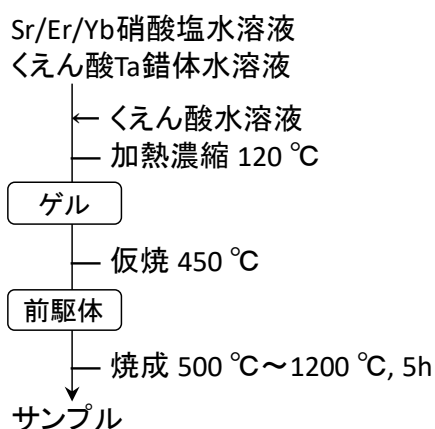 Sr/Er/Yb硝酸塩水溶液
くえん酸Ta錯体水溶液
くえん酸水溶液
加熱濃縮 120 ℃
ゲル
仮焼 450 ℃
前駆体
焼成 500 ℃～1200 ℃, 5h
サンプル